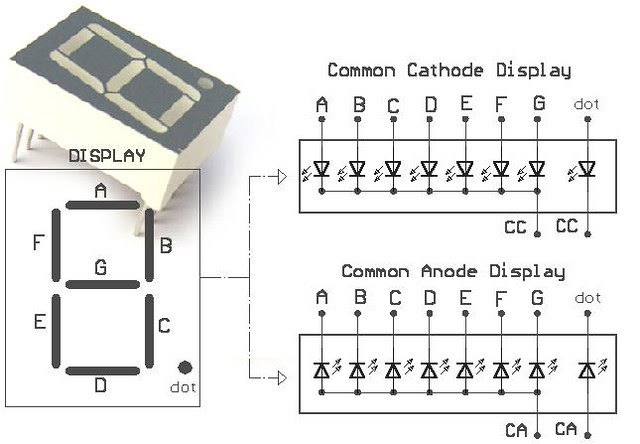 DISPLAY
A
F
B
G
E
C
D
dot
Common Cathode Display
A B C D E F G dot
CC CC
Common Anode Display
A B C D E F G dot
CA CA